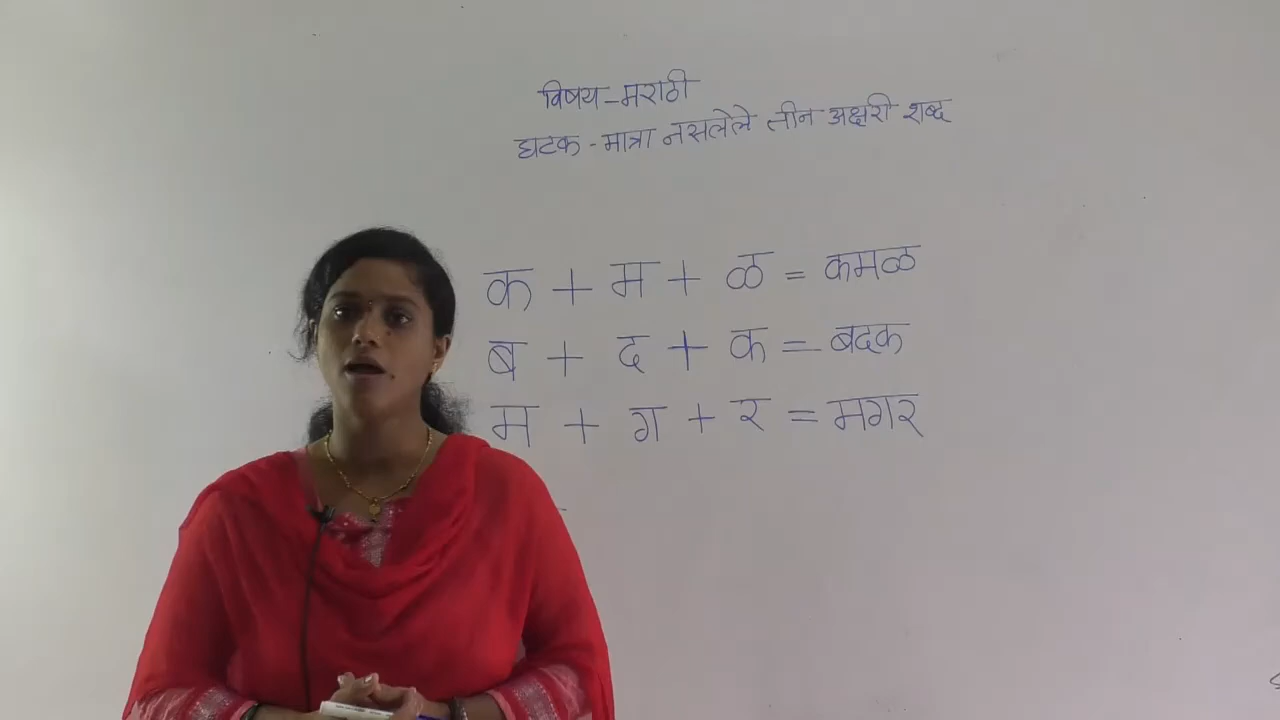 विषय-मराठी
घटक-मात्रा नसलेले तीन अक्षरी शब्द
क + म + ळ = कमळ
ब + द + क = बदक
म + ग + र = मगर